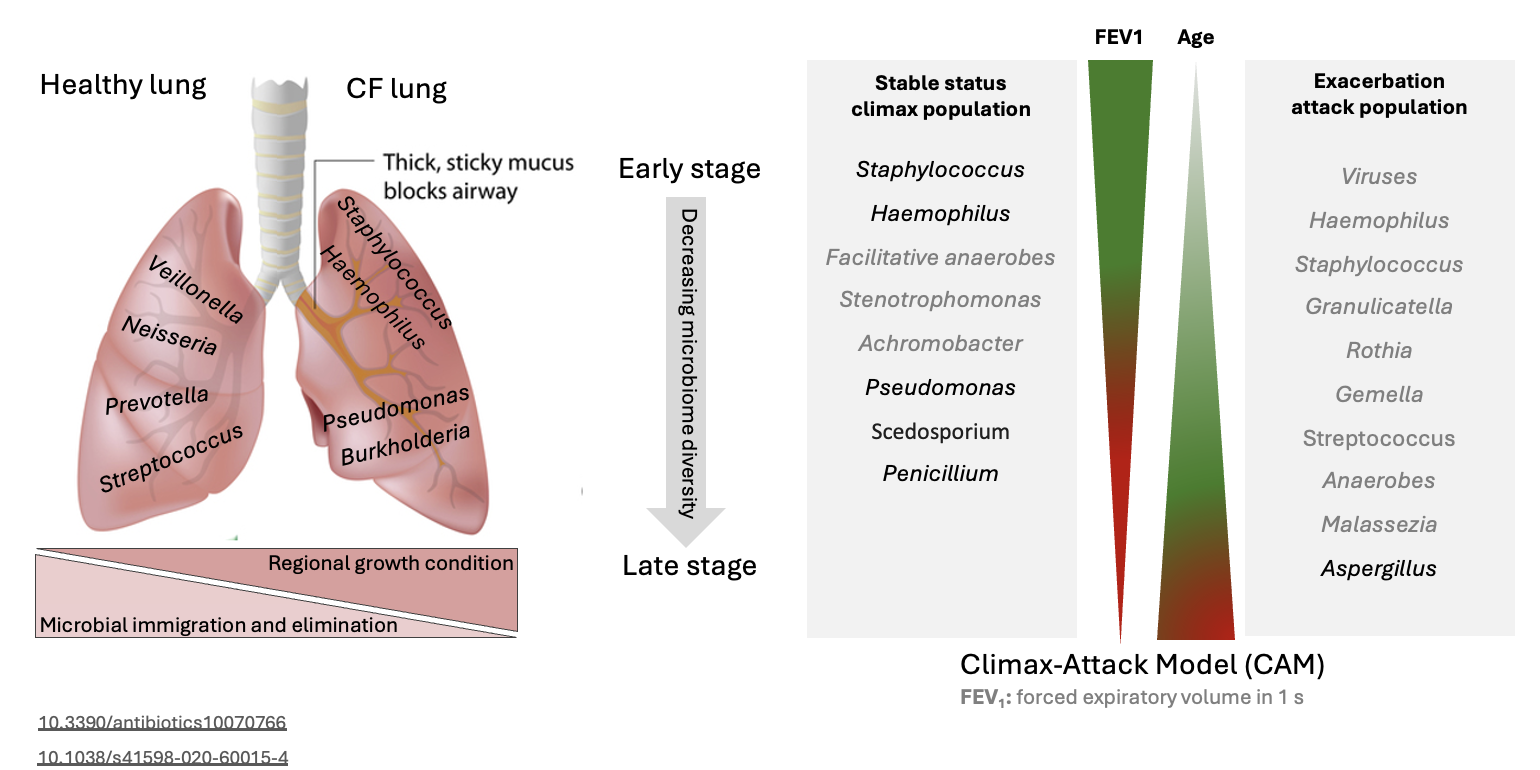 Healthy lung
CF lung
Thick, sticky mucus
blocks airway
Veillonella
Neisseria
Prevotella
Streptococcus
Staphylococcus
Haemophilus
Pseudomonas
Burkholderia
Regional growth condition
Microbial immigration and elimination
10.3390/antibiotics10070766
10.1038/s41598-020-60015-4
Early stage
Decreasing microbiome diversity
Late stage
Stable status
climax population
Staphylococcus
Haemophilus
Facilitative anaerobes
Stenotrophomonas
Achromobacter
Pseudomonas
Scedosporium
Penicillium
FEV1
Age
Exacerbation
attack population
Viruses
Haemophilus
Staphylococcus
Granulicatella
Rothia
Gemella
Streptococcus
Anaerobes
Malassezia
Aspergillus
Climax-Attack Model (CAM)
FEV₁: forced expiratory volume in 1 s